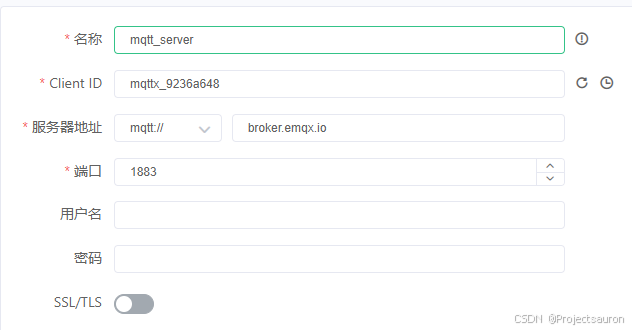 * 名称 mqtt_server
* Client ID mqttx_9236a648
* 服务器地址 mqtt:// broker.emqx.io
* 端口 1883
用户名
密码
SSL/TLS
CSDN @Projectsauron